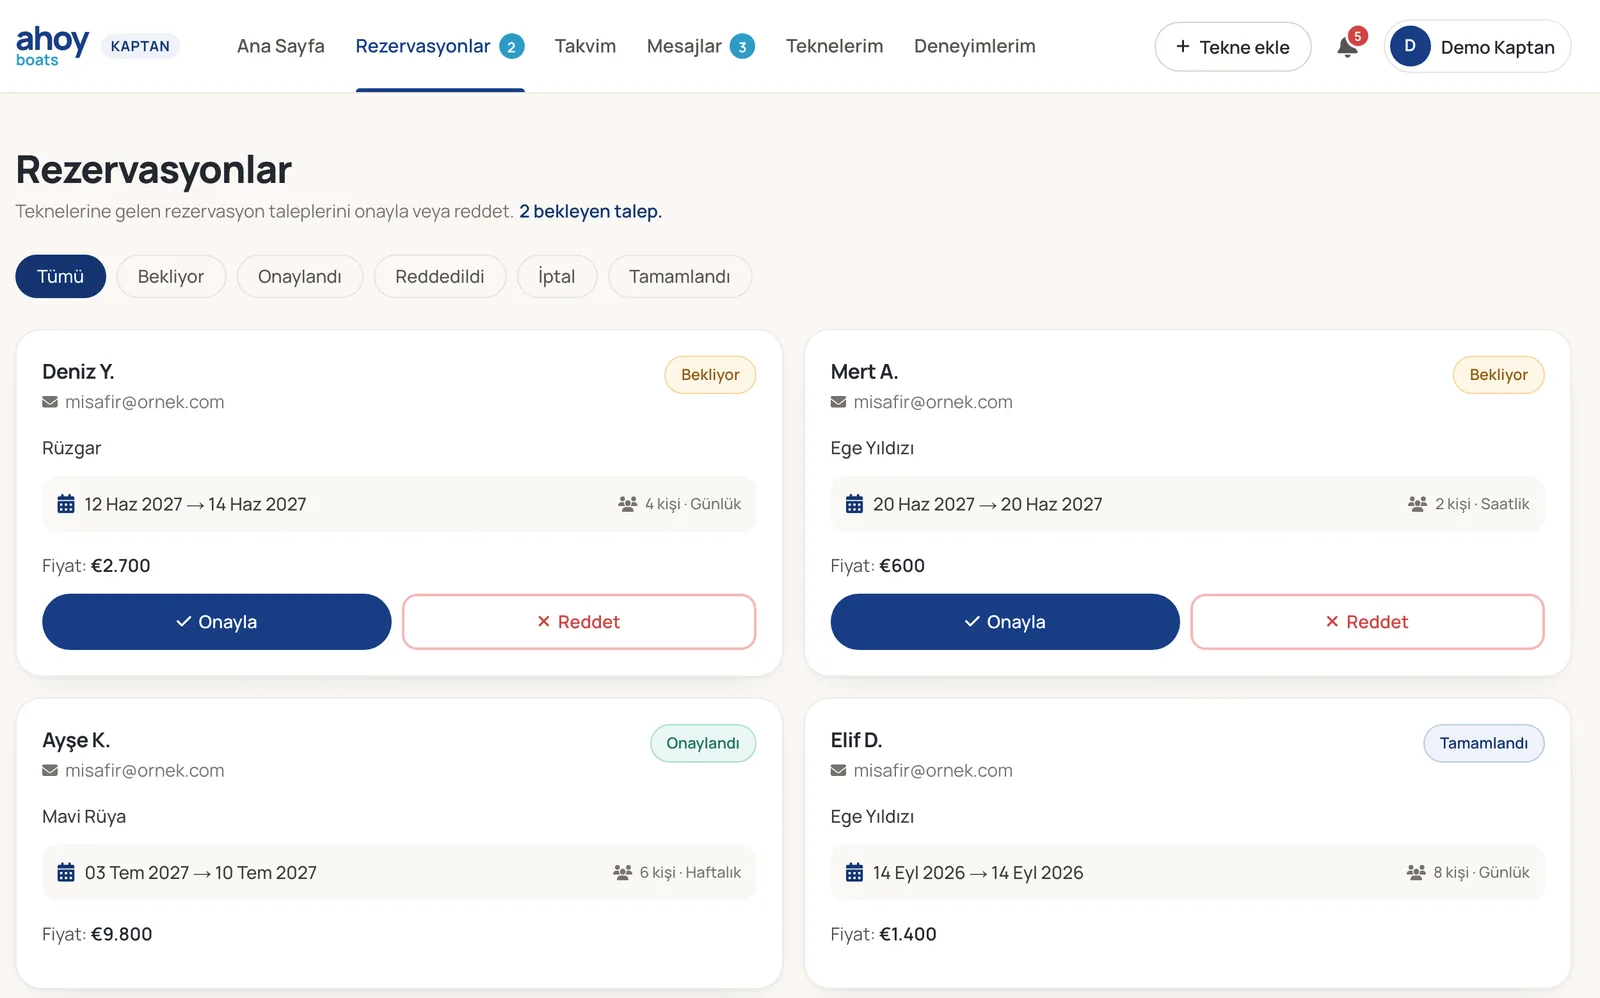 ahoy
boats
KAPTAN
Ana Sayfa
Rezervasyonlar 2
Takvim
Mesajlar 3
Teknelerim
Deneyimlerim
+ Tekne ekle
5
D
Demo Kaptan
Rezervasyonlar
Teknelerine gelen rezervasyon taleplerini onayla veya reddet. 2 bekleyen talep.
Tümü
Bekliyor
Onaylandı
Reddedildi
İptal
Tamamlandı
Deniz Y.
Bekliyor
misafir@ornek.com
Rüzgar
12 Haz 2027 → 14 Haz 2027
4 kişi · Günlük
Fiyat: €2.700
✓ Onayla
✕ Reddet
Mert A.
Bekliyor
misafir@ornek.com
Ege Yıldızı
20 Haz 2027 → 20 Haz 2027
2 kişi · Saatlik
Fiyat: €600
✓ Onayla
✕ Reddet
Ayşe K.
Onaylandı
misafir@ornek.com
Mavi Rüya
03 Tem 2027 → 10 Tem 2027
6 kişi · Haftalık
Fiyat: €9.800
Elif D.
Tamamlandı
misafir@ornek.com
Ege Yıldızı
14 Eyl 2026 → 14 Eyl 2026
8 kişi · Günlük
Fiyat: €1.400